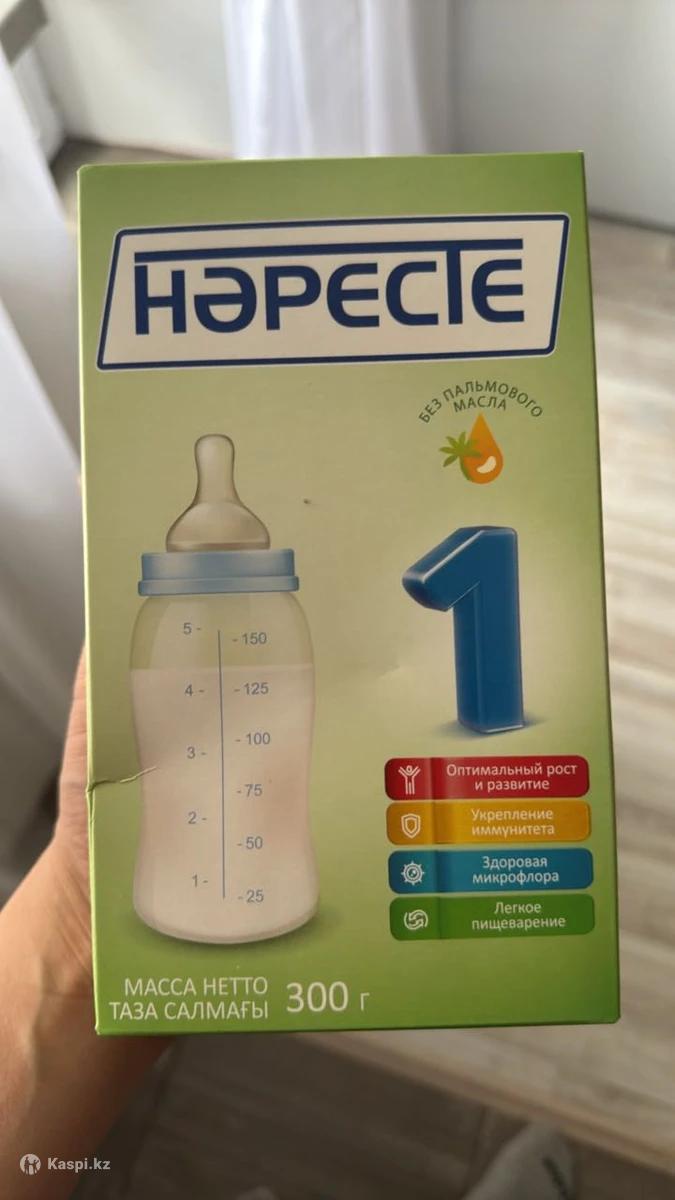 Нәресте
БЕЗ ПАЛЬМОВОГО
МАСЛА
1
5 -
- 150
4 -
- 125
- 100
3 -
- 75
2 -
- 50
1 -
- 25
Оптимальный рост
и развитие
Укрепление
иммунитета
Здоровая
микрофлора
Легкое
пищеварение
МАССА НЕТТО
ТАЗА САЛМАҒЫ 300 г
Kaspi.kz